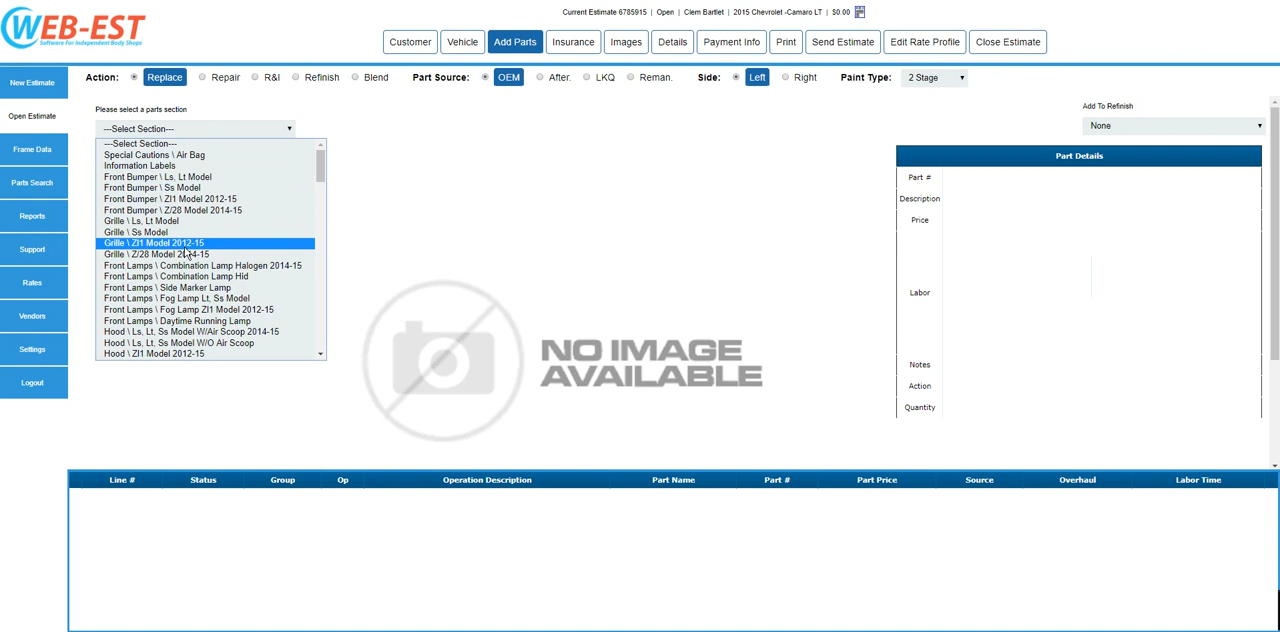 WEB-EST
Software For Independent Body Shops
Current Estimate 6785915 | Open | Clem Bartlet | 2015 Chevrolet -Camaro LT | $0.00
Customer Vehicle Add Parts Insurance Images Details Payment Info Print Send Estimate Edit Rate Profile Close Estimate
New Estimate
Open Estimate
Frame Data
Parts Search
Reports
Support
Rates
Vendors
Settings
Logout
Action: Replace Repair R&I Refinish Blend Part Source: OEM After. LKQ Reman. Side: Left Right Paint Type: 2 Stage
Please select a parts section
---Select Section---
---Select Section---
Special Cautions \ Air Bag
Information Labels
Front Bumper \ Ls, Lt Model
Front Bumper \ Ss Model
Front Bumper \ Zl1 Model 2012-15
Front Bumper \ Z/28 Model 2014-15
Grille \ Ls, Lt Model
Grille \ Ss Model
Grille \ Zl1 Model 2012-15
Grille \ Z/28 Model 2014-15
Front Lamps \ Combination Lamp Halogen 2014-15
Front Lamps \ Combination Lamp Hid
Front Lamps \ Side Marker Lamp
Front Lamps \ Fog Lamp Lt, Ss Model
Front Lamps \ Fog Lamp Zl1 Model 2012-15
Front Lamps \ Daytime Running Lamp
Hood \ Ls, Lt, Ss Model W/Air Scoop 2014-15
Hood \ Ls, Lt, Ss Model W/O Air Scoop
Hood \ Zl1 Model 2012-15
NO IMAGE
AVAILABLE
Add To Refinish
None
Part Details
Part #
Description
Price
Labor
Notes
Action
Quantity
Line # Status Group Op Operation Description Part Name Part # Part Price Source Overhaul Labor Time